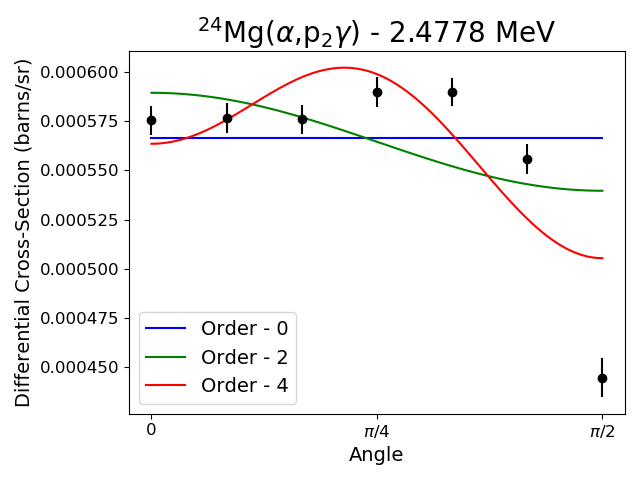 ²⁴Mg(α,p₂γ) - 2.4778 MeV
Differential Cross-Section (barns/sr)
0.000600
0.000575
0.000550
0.000525
0.000500
0.000475
0.000450
Order - 0
Order - 2
Order - 4
0 π/4 π/2
Angle